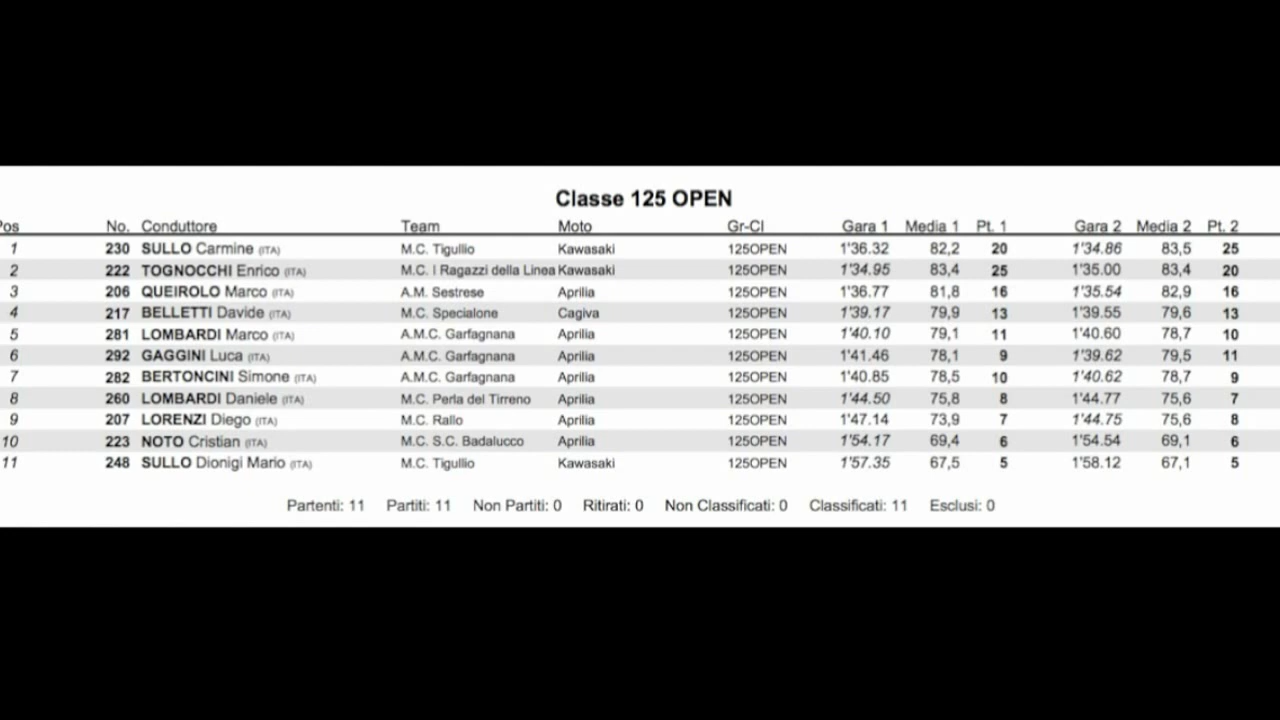 Classe 125 OPEN
Pos No. Conduttore Team Moto Gr-Cl Gara 1 Media 1 Pt. 1 Gara 2 Media 2 Pt. 2
1 230 SULLO Carmine (ITA) M.C. Tigullio Kawasaki 125OPEN 1'36.32 82,2 20 1'34.86 83,5 25
2 222 TOGNOCCHI Enrico (ITA) M.C. I Ragazzi della Linea Kawasaki 125OPEN 1'34.95 83,4 25 1'35.00 83,4 20
3 206 QUEIROLO Marco (ITA) A.M. Sestrese Aprilia 125OPEN 1'36.77 81,8 16 1'35.54 82,9 16
4 217 BELLETTI Davide (ITA) M.C. Specialone Cagiva 125OPEN 1'39.17 79,9 13 1'39.55 79,6 13
5 281 LOMBARDI Marco (ITA) A.M.C. Garfagnana Aprilia 125OPEN 1'40.10 79,1 11 1'40.60 78,7 10
6 292 GAGGINI Luca (ITA) A.M.C. Garfagnana Aprilia 125OPEN 1'41.46 78,1 9 1'39.62 79,5 11
7 282 BERTONCINI Simone (ITA) A.M.C. Garfagnana Aprilia 125OPEN 1'40.85 78,5 10 1'40.62 78,7 9
8 260 LOMBARDI Daniele (ITA) M.C. Perla del Tirreno Aprilia 125OPEN 1'44.50 75,8 8 1'44.77 75,6 7
9 207 LORENZI Diego (ITA) M.C. Rallo Aprilia 125OPEN 1'47.14 73,9 7 1'44.75 75,6 8
10 223 NOTO Cristian (ITA) M.C. S.C. Badalucco Aprilia 125OPEN 1'54.17 69,4 6 1'54.54 69,1 6
11 248 SULLO Dionigi Mario (ITA) M.C. Tigullio Kawasaki 125OPEN 1'57.35 67,5 5 1'58.12 67,1 5
Partenti: 11 Partiti: 11 Non Partiti: 0 Ritirati: 0 Non Classificati: 0 Classificati: 11 Esclusi: 0